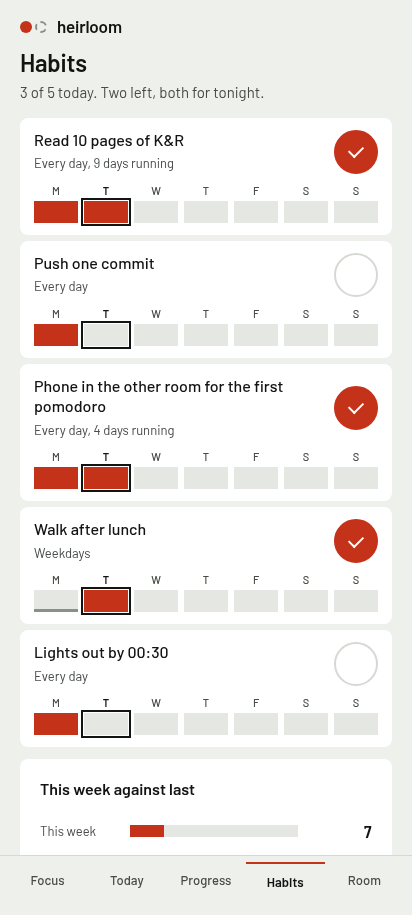 heirloom
Habits
3 of 5 today. Two left, both for tonight.
Read 10 pages of K&R
Every day, 9 days running
M T W T F S S
Push one commit
Every day
M T W T F S S
Phone in the other room for the first
pomodoro
Every day, 4 days running
M T W T F S S
Walk after lunch
Weekdays
M T W T F S S
Lights out by 00:30
Every day
M T W T F S S
This week against last
This week 7
Focus Today Progress Habits Room